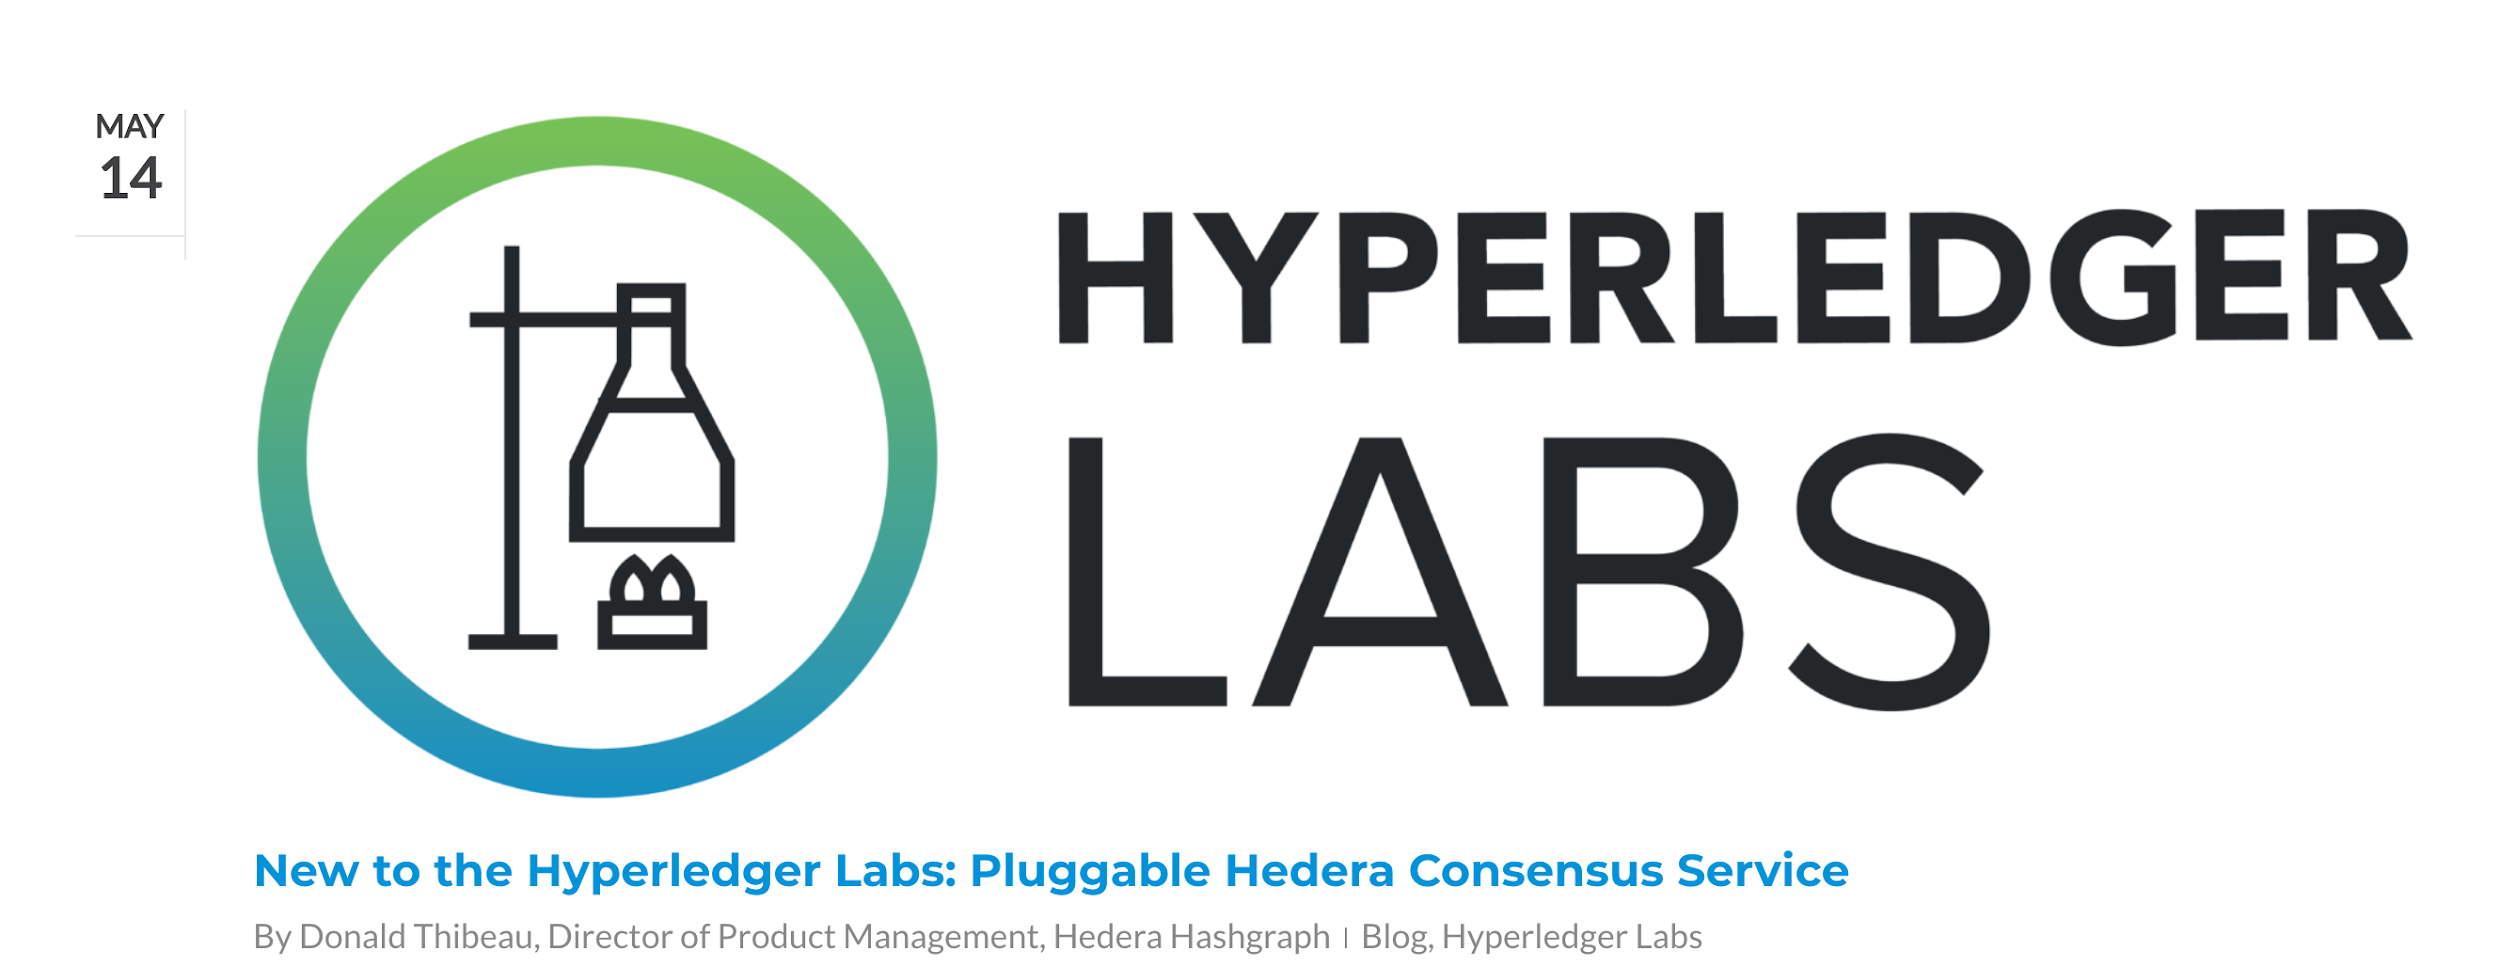 MAY
14
HYPERLEDGER
LABS
New to the Hyperledger Labs: Pluggable Hedera Consensus Service
By Donald Thibeau, Director of Product Management, Hedera Hashgraph | Blog, Hyperledger Labs